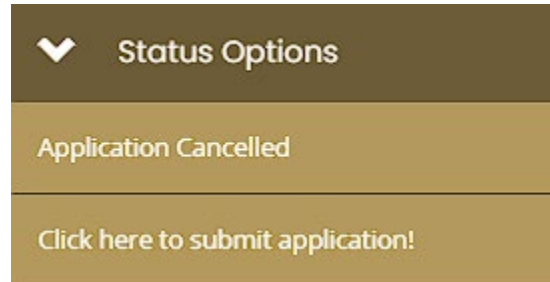 Status Options
Application Cancelled
Click here to submit application!